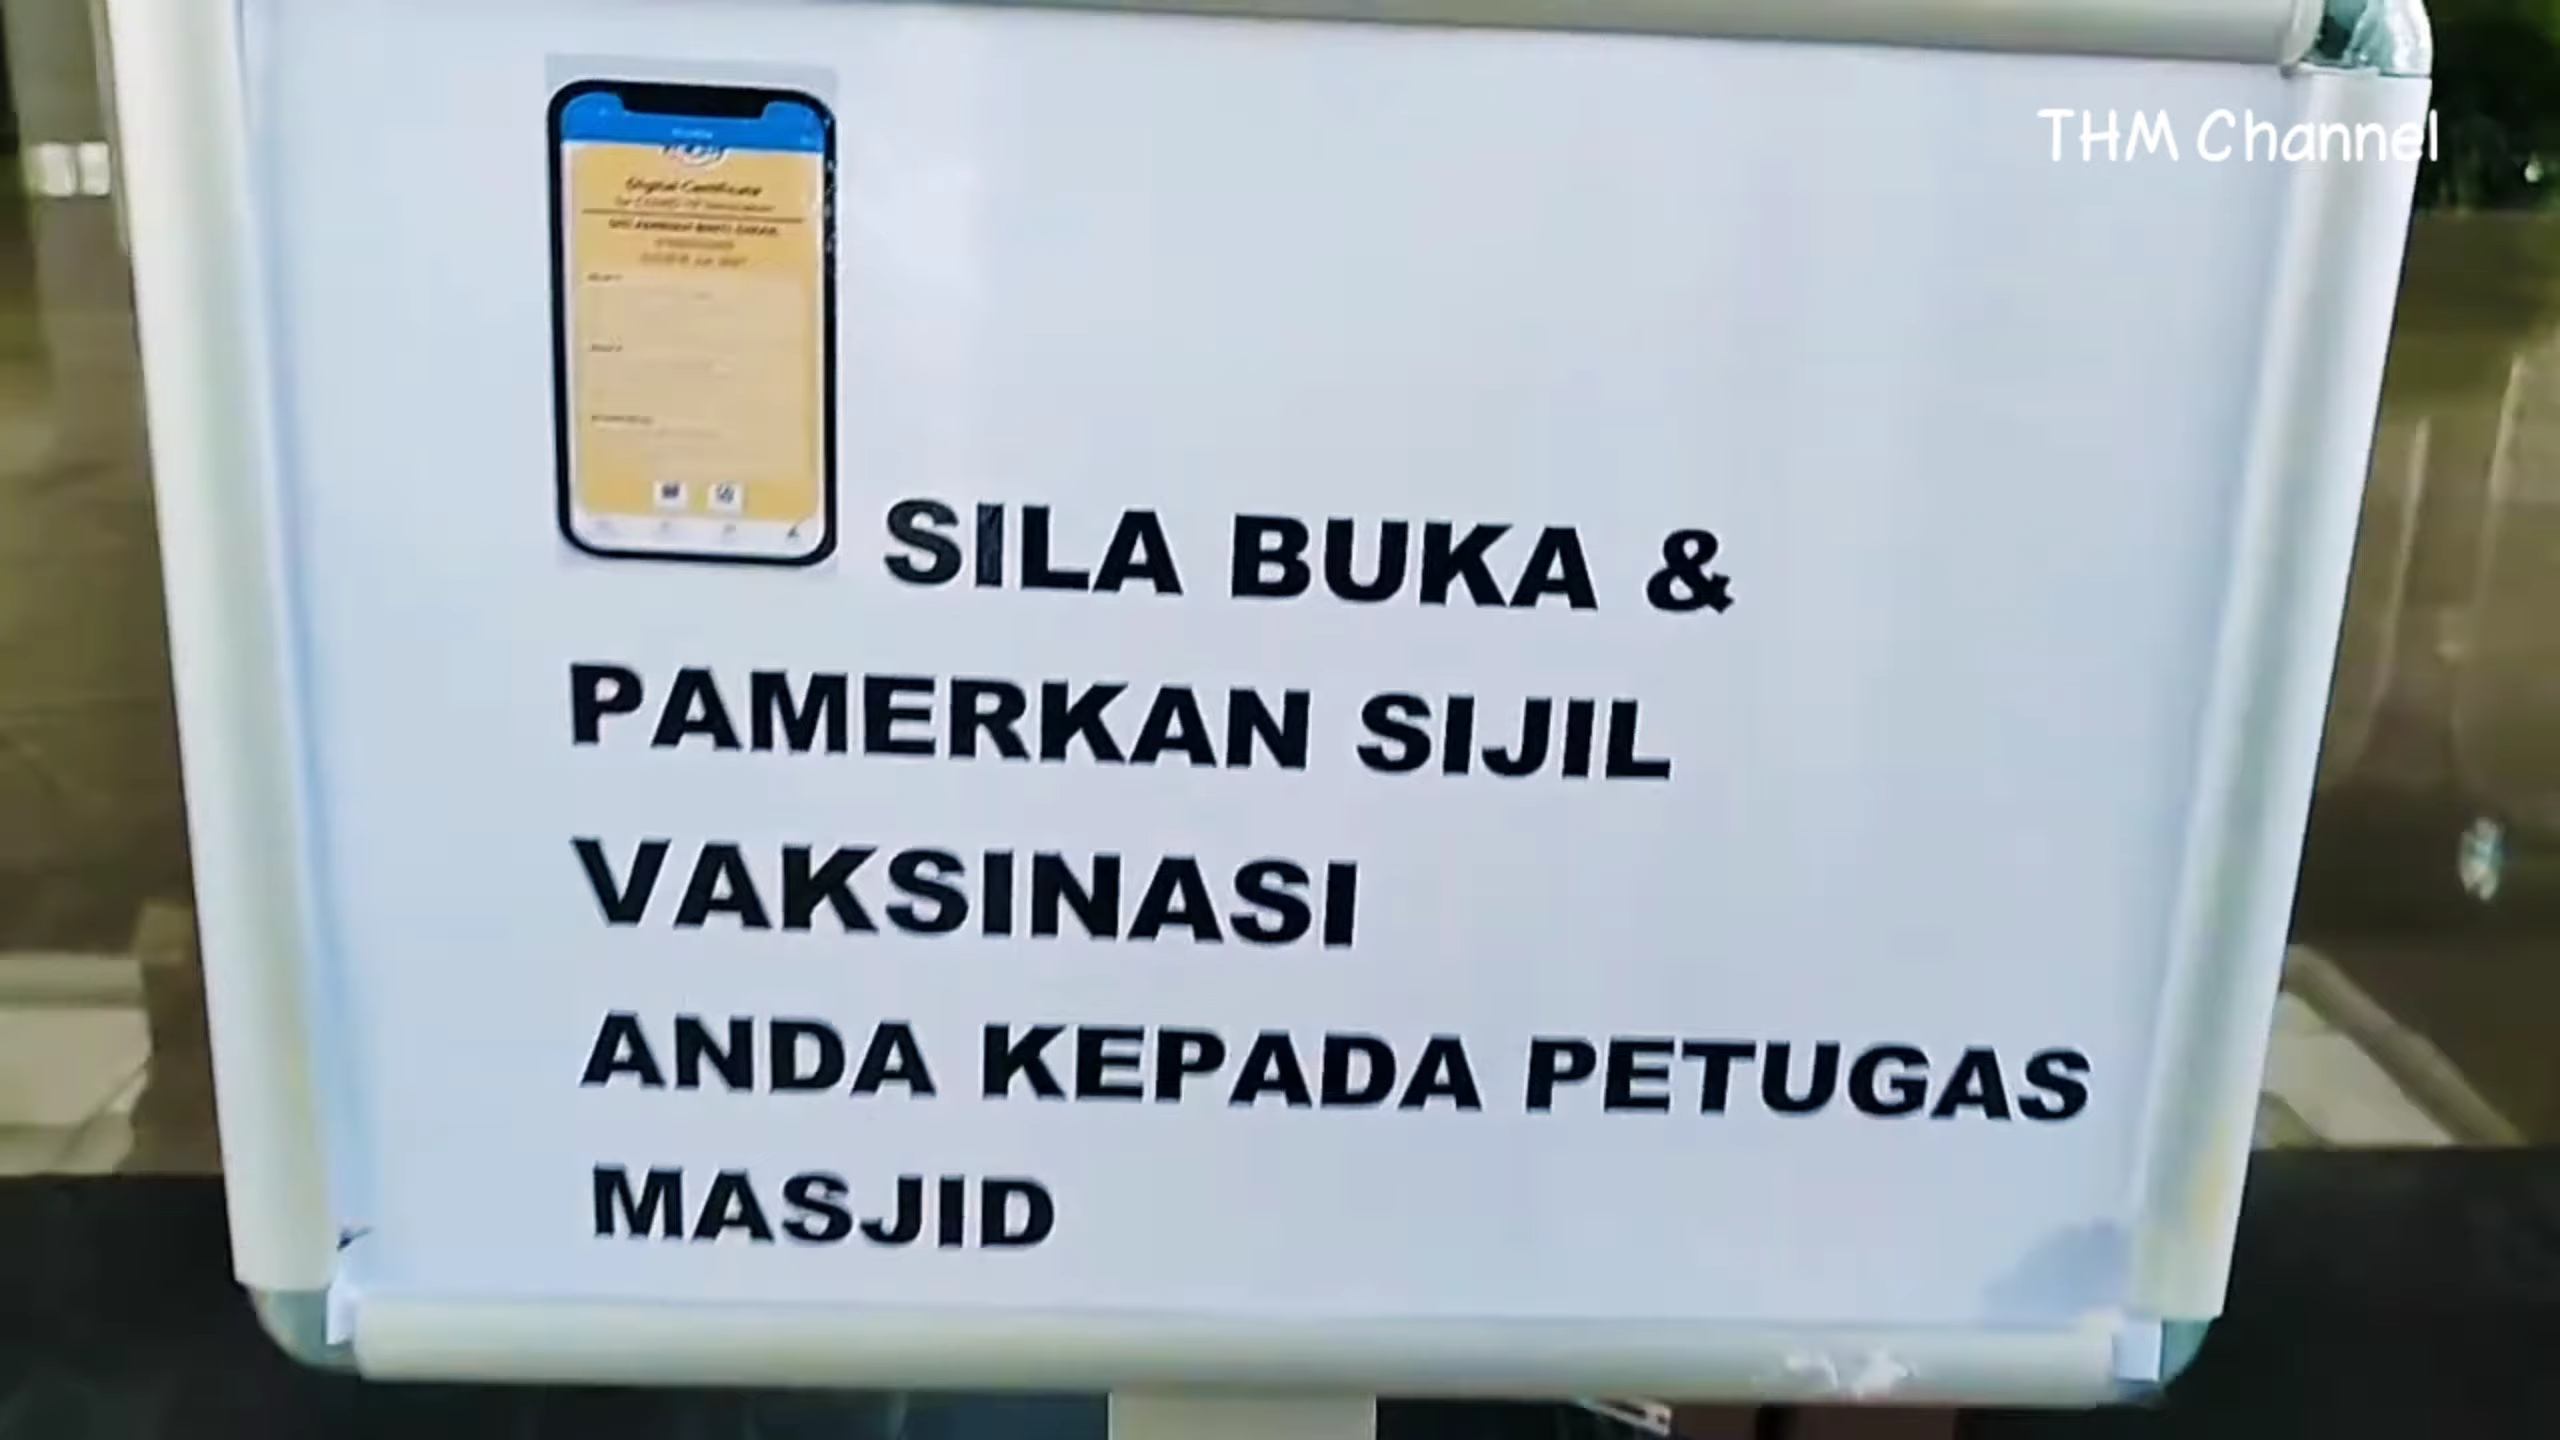 THM Channel
Digital Certificate
SILA BUKA &
PAMERKAN SIJIL
VAKSINASI
ANDA KEPADA PETUGAS
MASJID